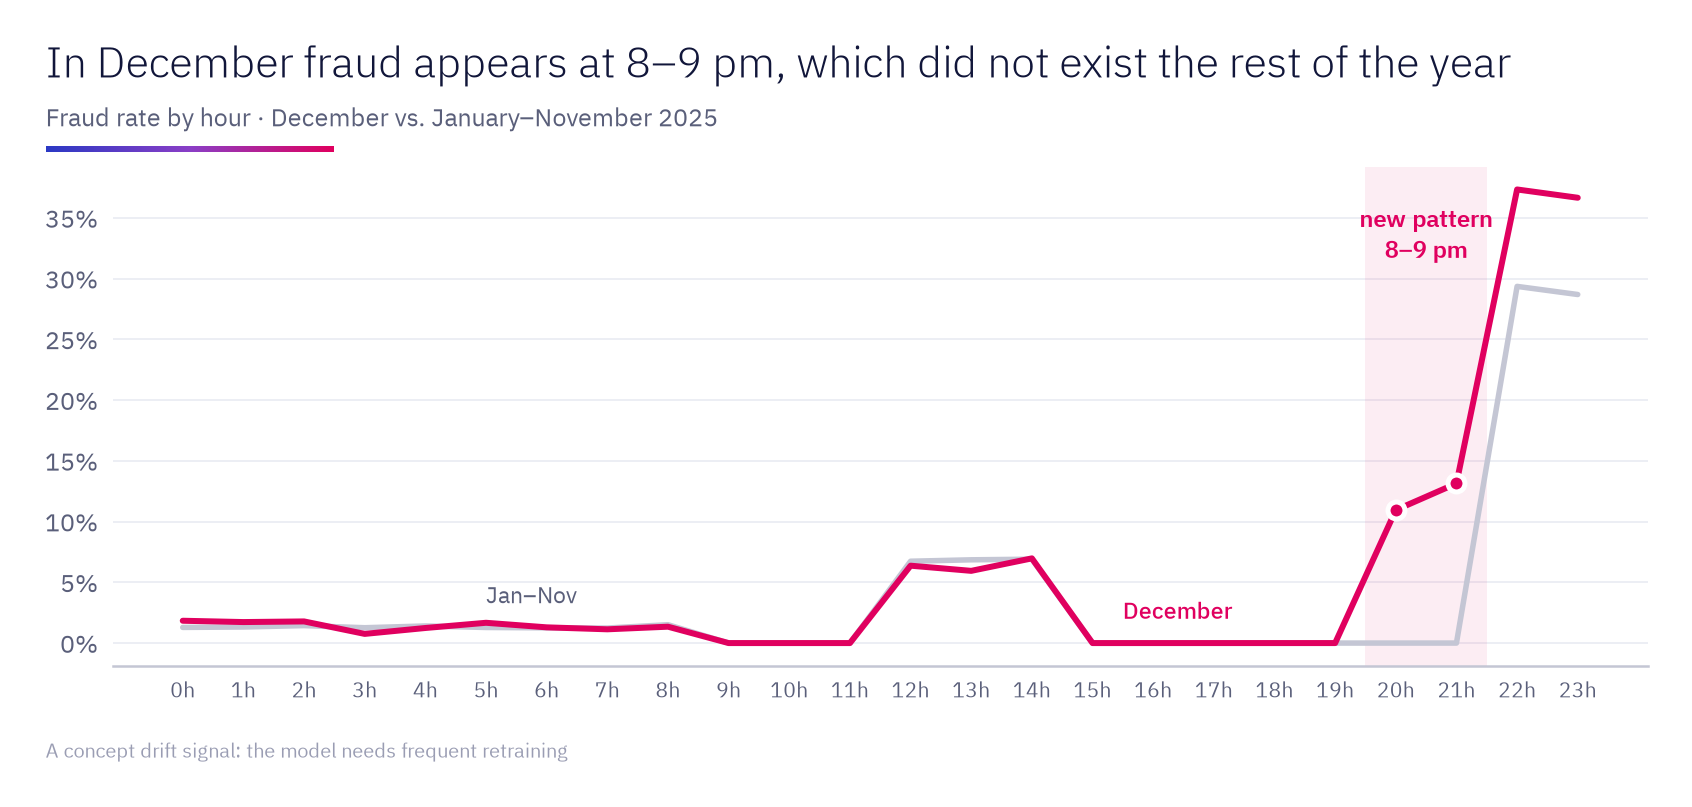 In December fraud appears at 8–9 pm, which did not exist the rest of the year
Fraud rate by hour · December vs. January–November 2025
35%
new pattern
8–9 pm
30%
25%
20%
15%
10%
5%
Jan–Nov
December
0%
0h 1h 2h 3h 4h 5h 6h 7h 8h 9h 10h 11h 12h 13h 14h 15h 16h 17h 18h 19h 20h 21h 22h 23h
A concept drift signal: the model needs frequent retraining